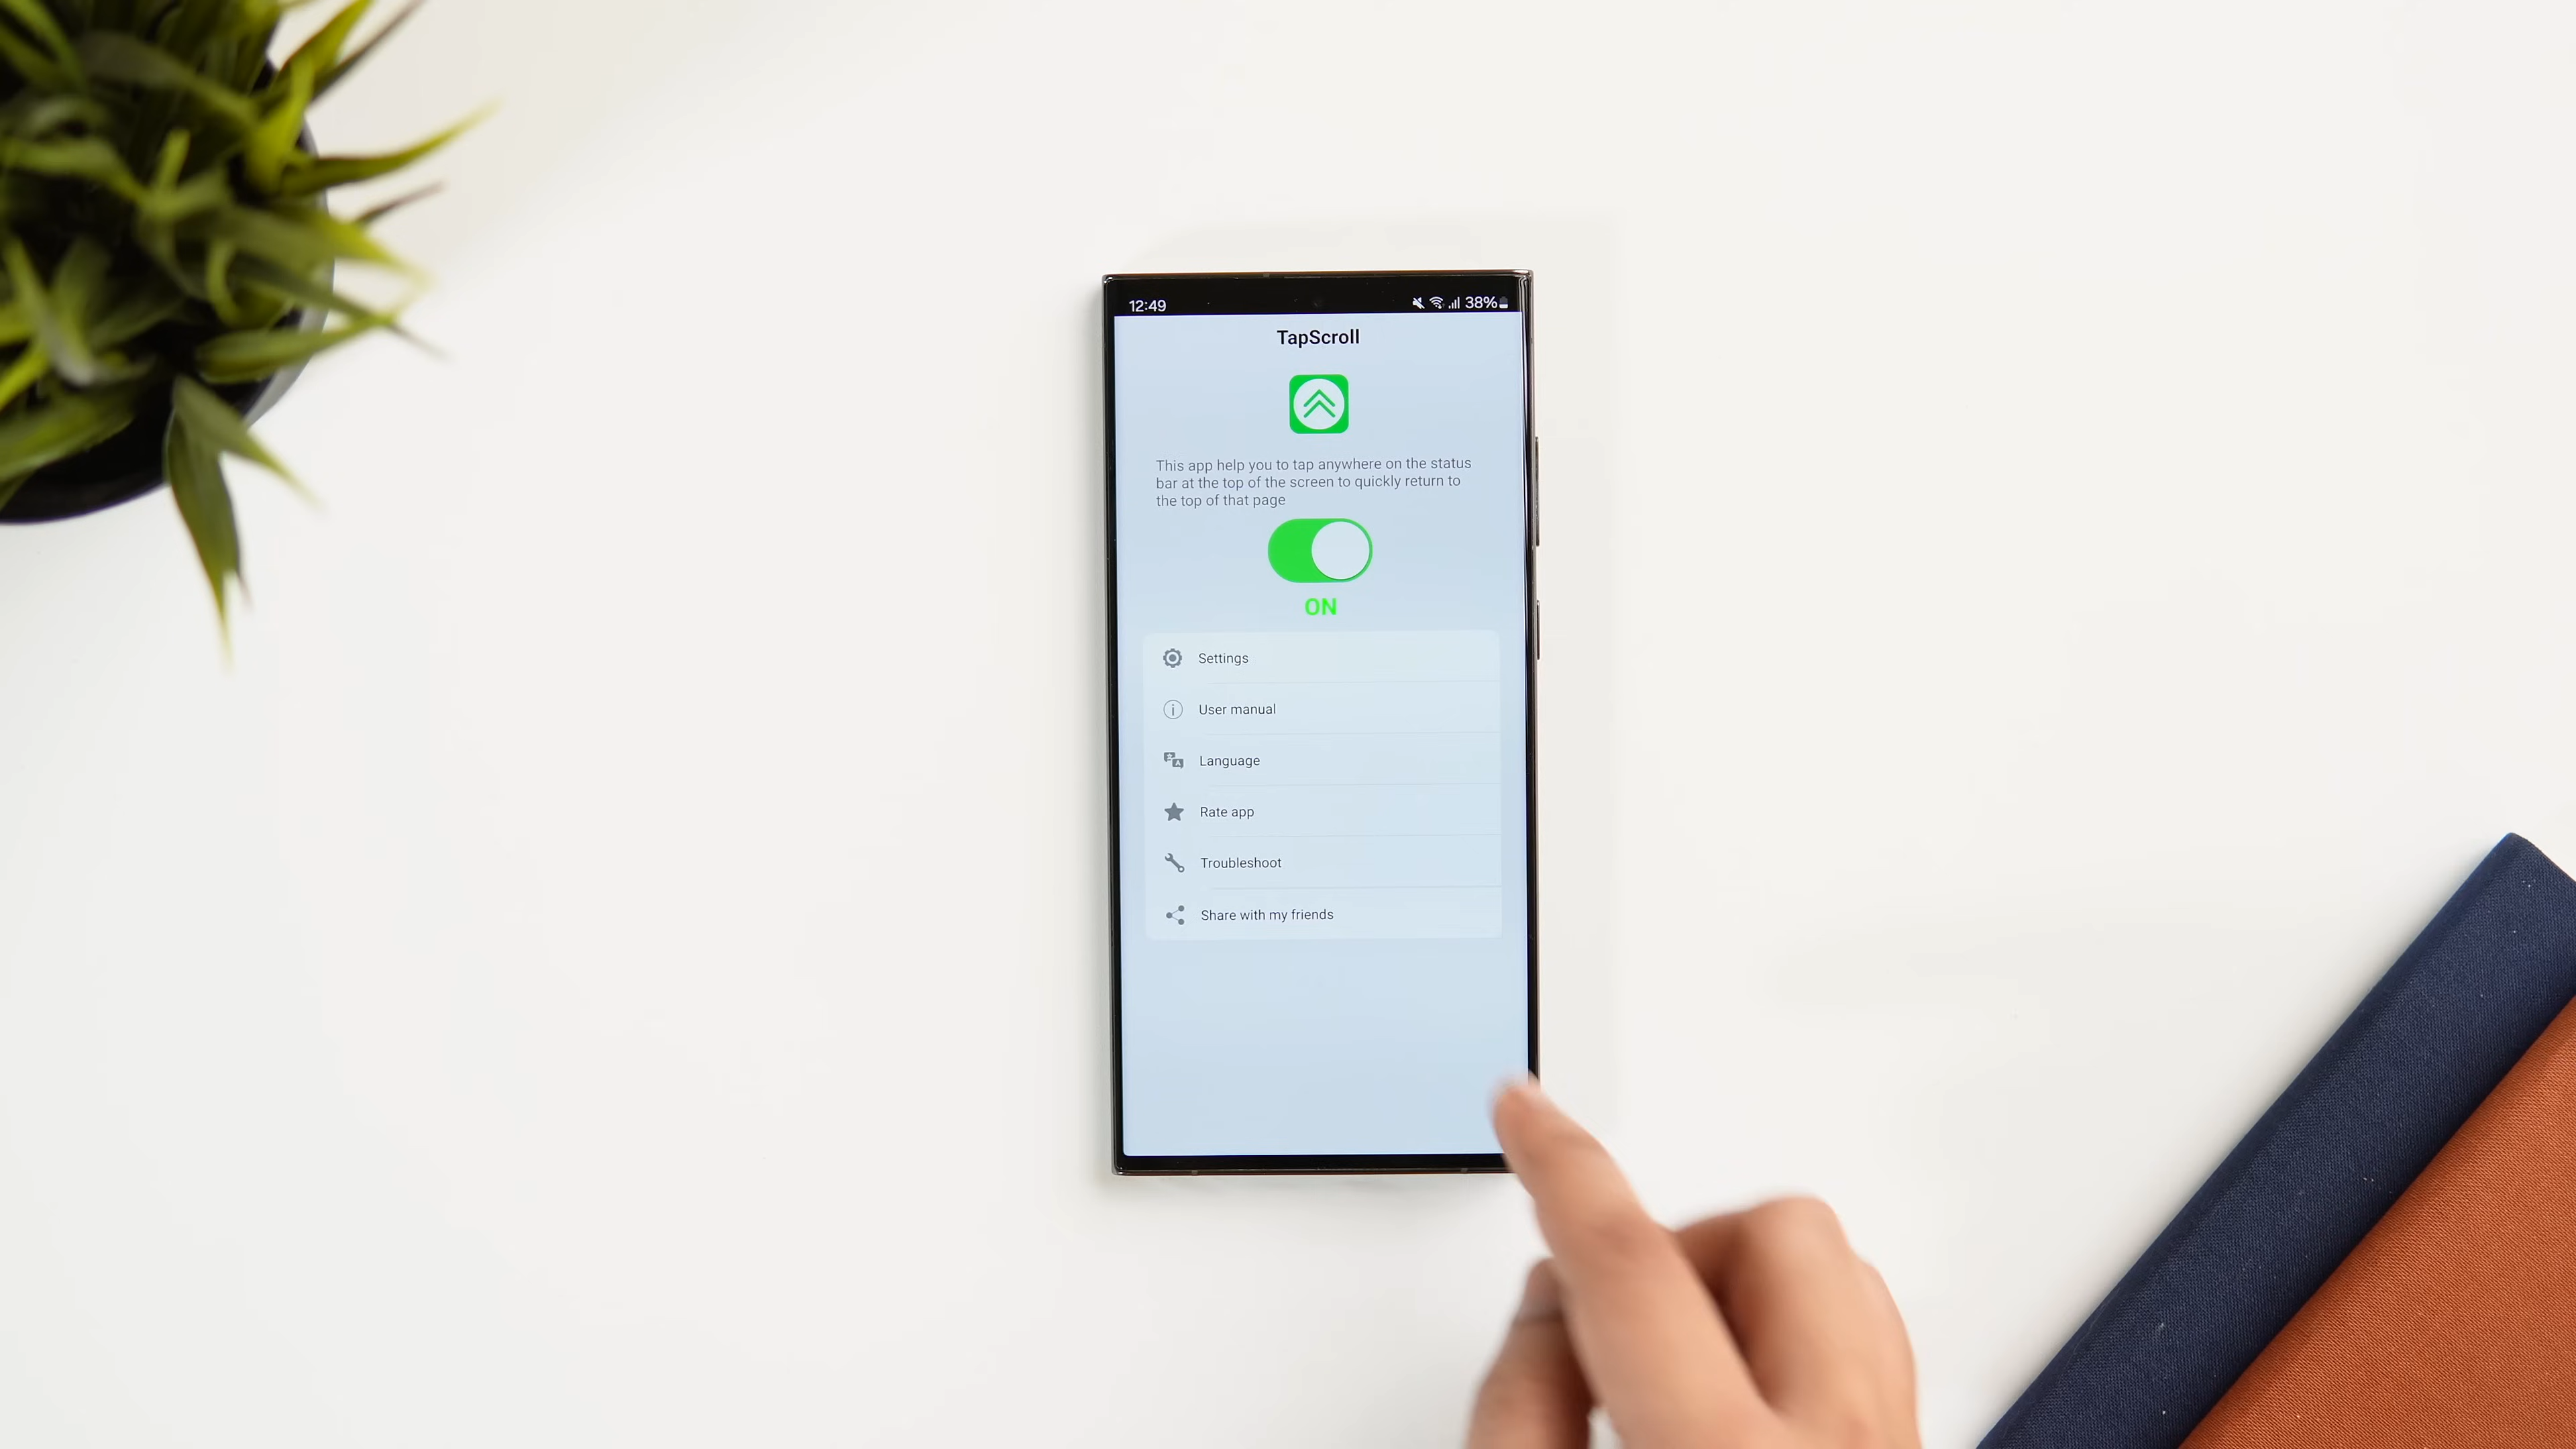 12:49
38%
TapScroll
This app help you to tap anywhere on the status
bar at the top of the screen to quickly return to
the top of that page
ON
Settings
User manual
Language
Rate app
Troubleshoot
Share with my friends